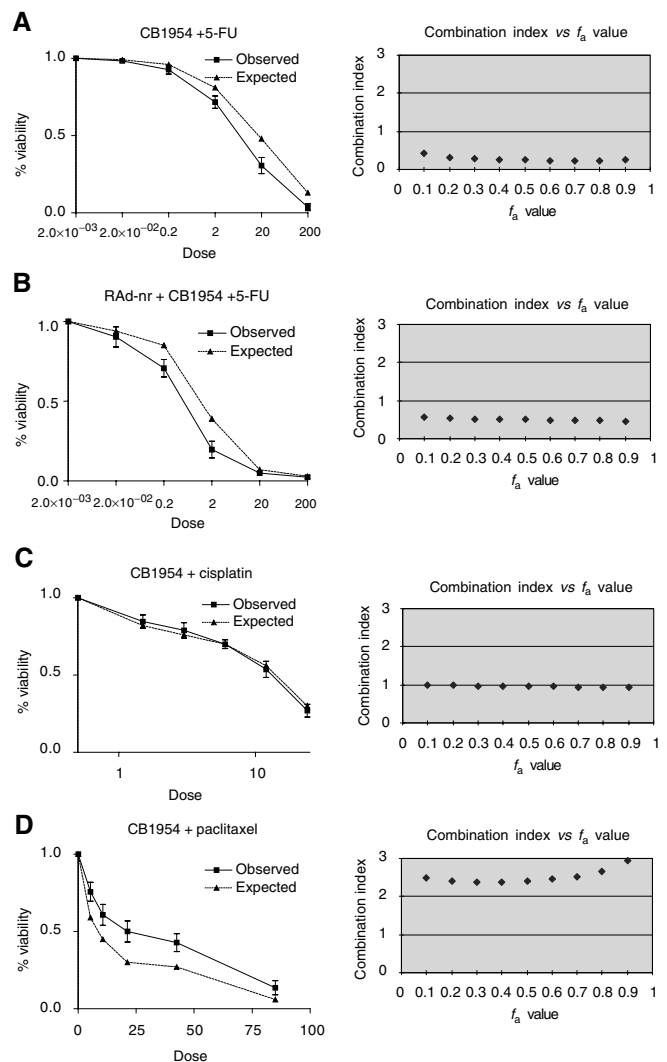 A
CB1954 +5-FU
Observed
Expected
% viability
1.0
0.5
0.0
2.0×10−03 2.0×10−02 0.2 2 20 200
Dose
Combination index vs fa value
Combination index
3
2
1
0
0 0.1 0.2 0.3 0.4 0.5 0.6 0.7 0.8 0.9 1
fa value
B
RAd-nr + CB1954 +5-FU
Observed
Expected
% viability
1.0
0.5
0.0
2.0×10−03 2.0×10−02 0.2 2 20 200
Dose
Combination index vs fa value
Combination index
3
2
1
0
0 0.1 0.2 0.3 0.4 0.5 0.6 0.7 0.8 0.9 1
fa value
C
CB1954 + cisplatin
Observed
Expected
% viability
1.0
0.5
0.0
1 10
Dose
Combination index vs fa value
Combination index
3
2
1
0
0 0.1 0.2 0.3 0.4 0.5 0.6 0.7 0.8 0.9 1
fa value
D
CB1954 + paclitaxel
Observed
Expected
% viability
1.0
0.5
0.0
0 25 50 75 100
Dose
Combination index vs fa value
Combination index
3
2
1
0
0 0.1 0.2 0.3 0.4 0.5 0.6 0.7 0.8 0.9 1
fa value